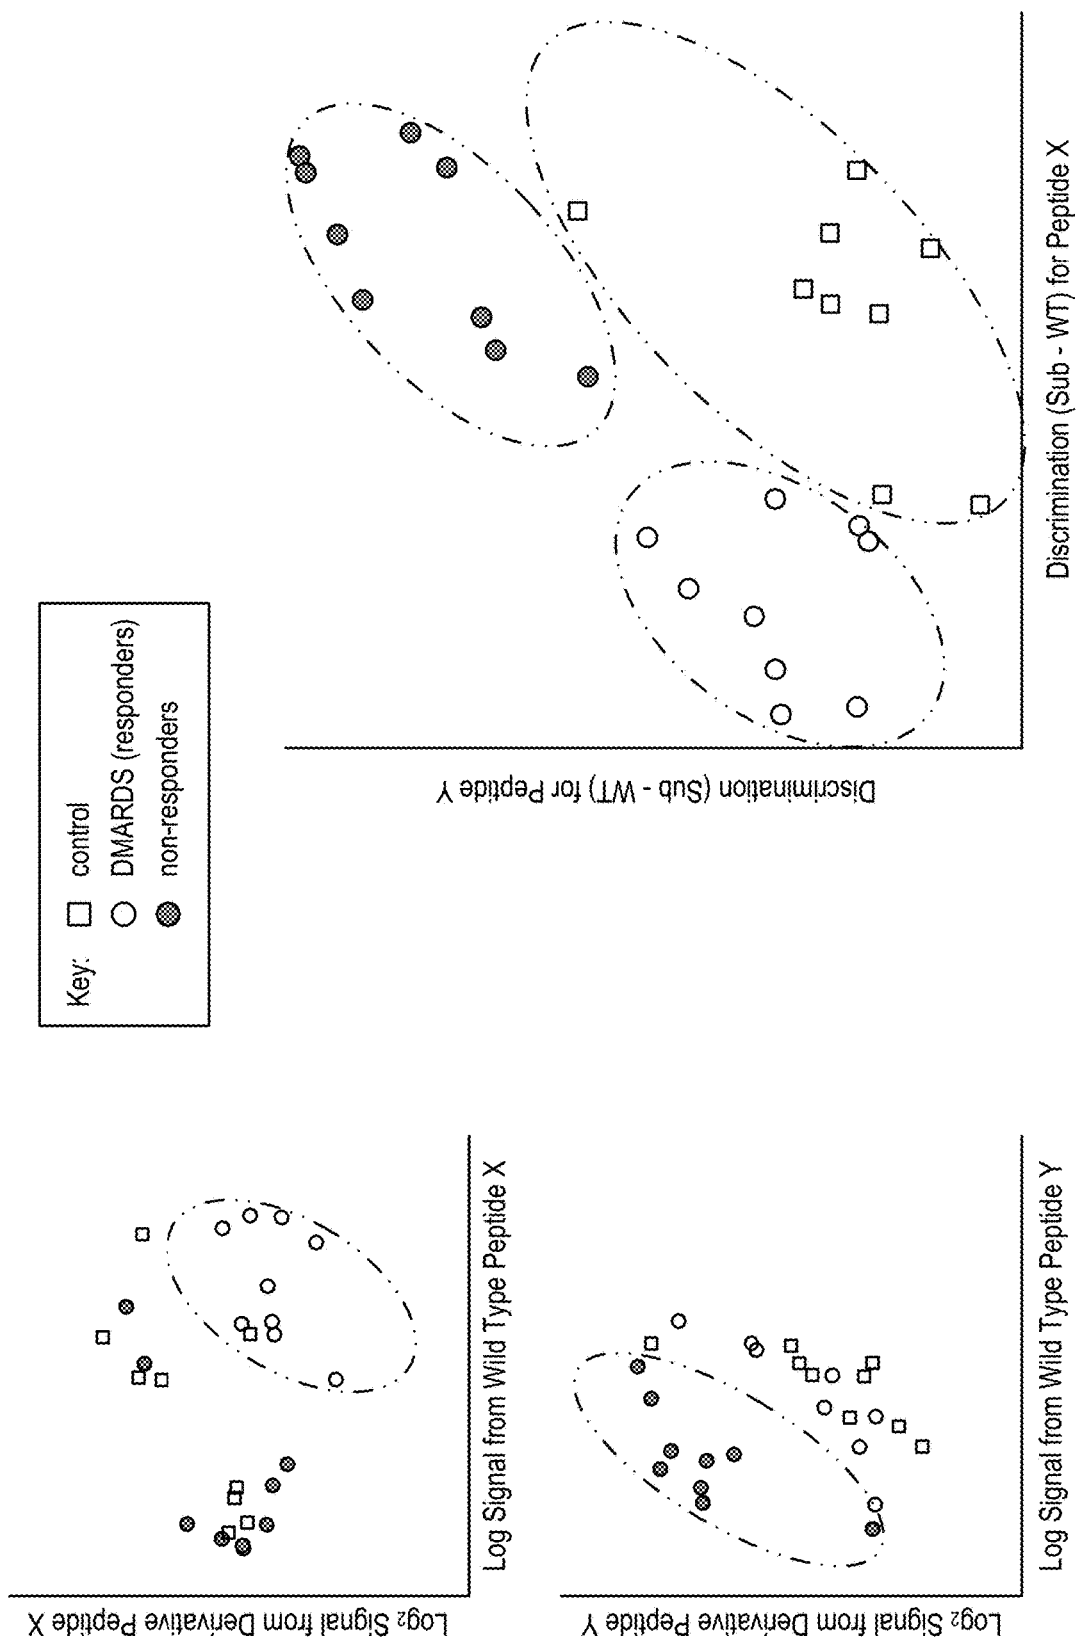 Key:
control
DMARDS (responders)
non-responders
Log₂ Signal from Derivative Peptide X
Log Signal from Wild Type Peptide X
Log₂ Signal from Derivative Peptide Y
Log Signal from Wild Type Peptide Y
Discrimination (Sub - WT) for Peptide Y
Discrimination (Sub - WT) for Peptide X